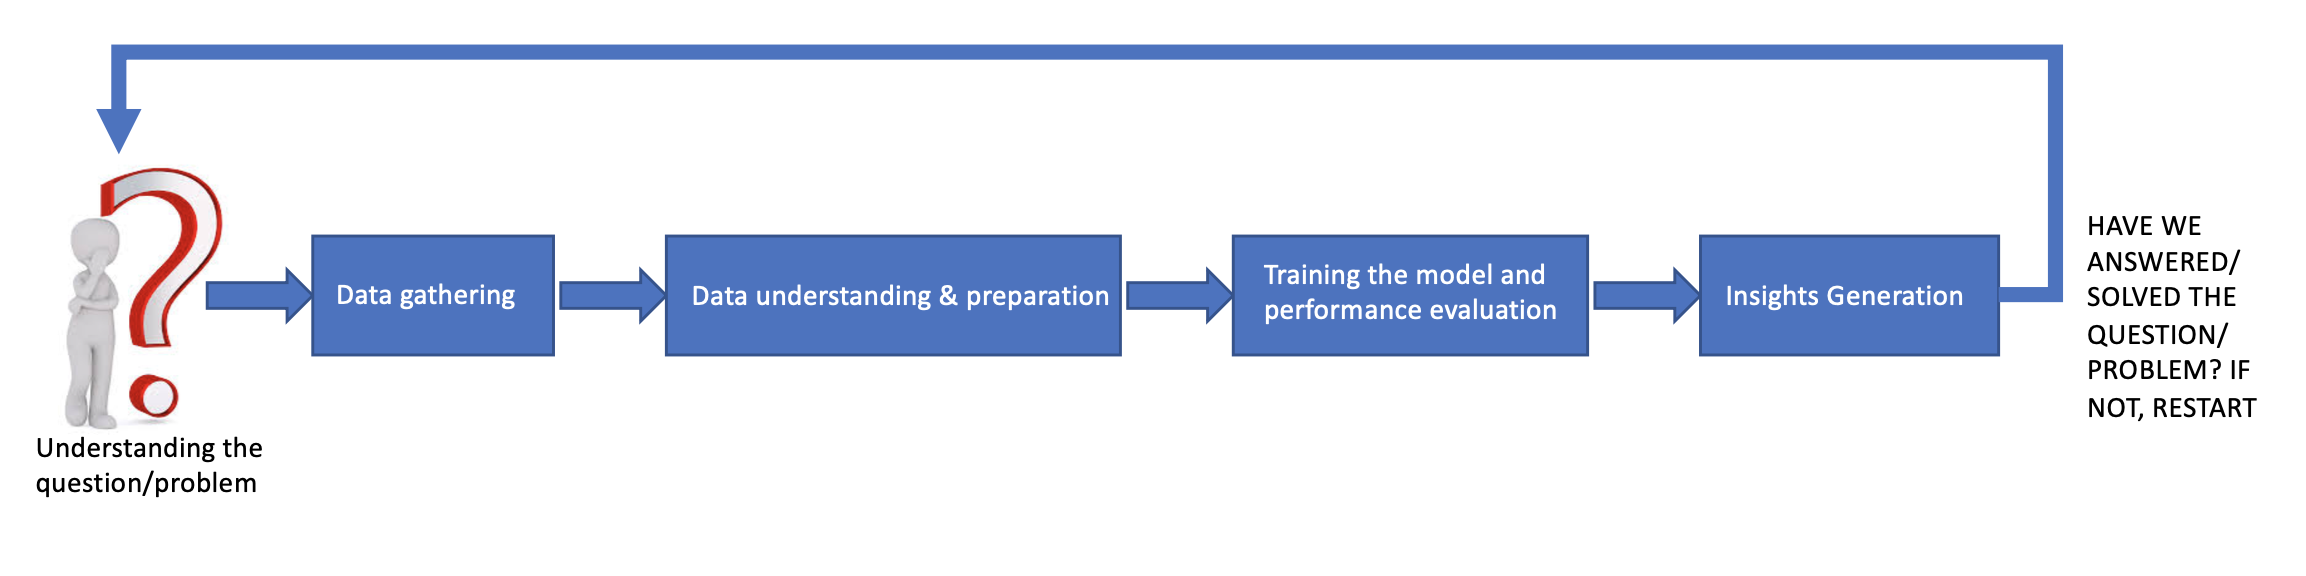 Understanding the
question/problem
Data gathering
Data understanding & preparation
Training the model and
performance evaluation
Insights Generation
HAVE WE
ANSWERED/
SOLVED THE
QUESTION/
PROBLEM? IF
NOT, RESTART